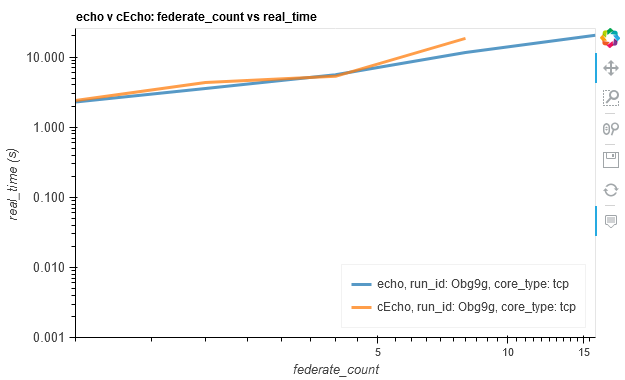 echo v cEcho: federate_count vs real_time
10.000
1.000
0.100
0.010
0.001
real_time (s)
echo, run_id: Obg9g, core_type: tcp
cEcho, run_id: Obg9g, core_type: tcp
5
10
15
federate_count